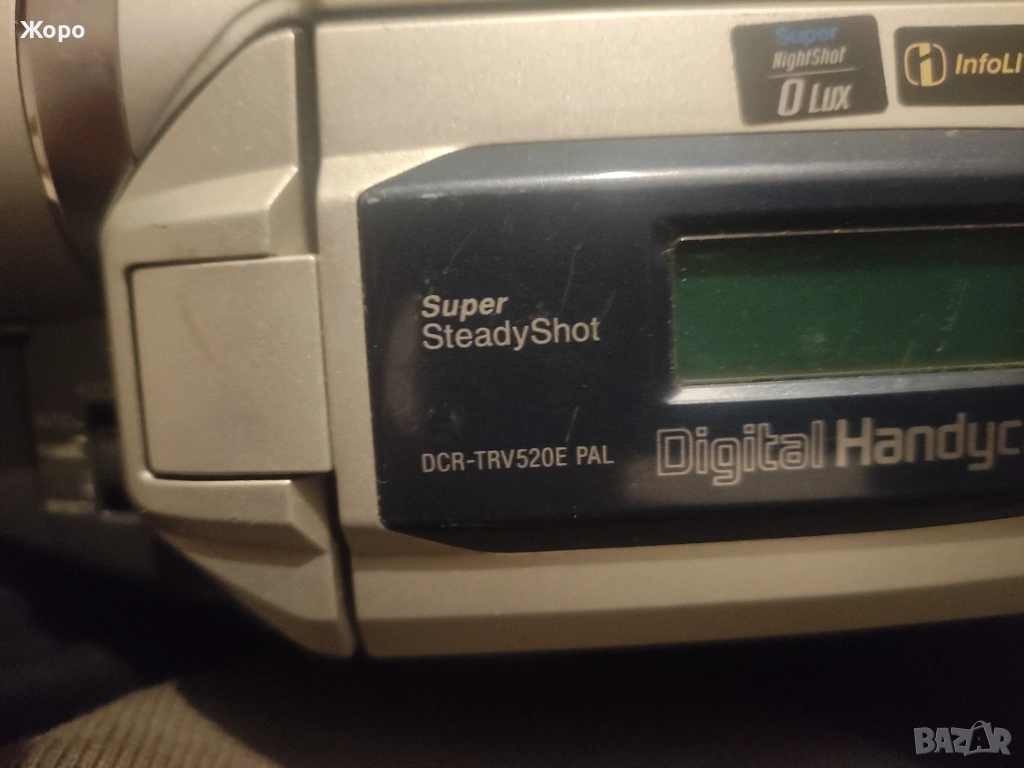 Жоро
Super
NightShot
0 LUX
InfoLI
Super
SteadyShot
DCR-TRV520E PAL
Digital Handyc
BAZAR